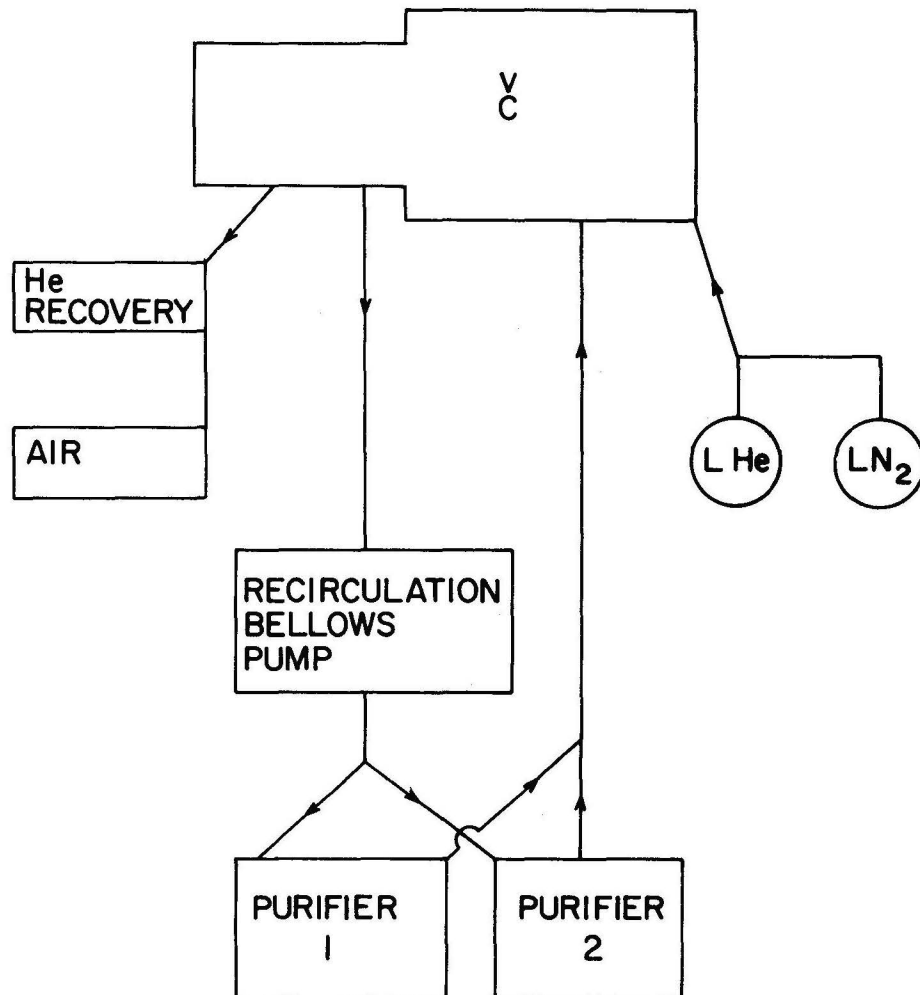 V
C
He
RECOVERY
AIR
L He
LN₂
RECIRCULATION
BELLOWS
PUMP
PURIFIER
1
PURIFIER
2